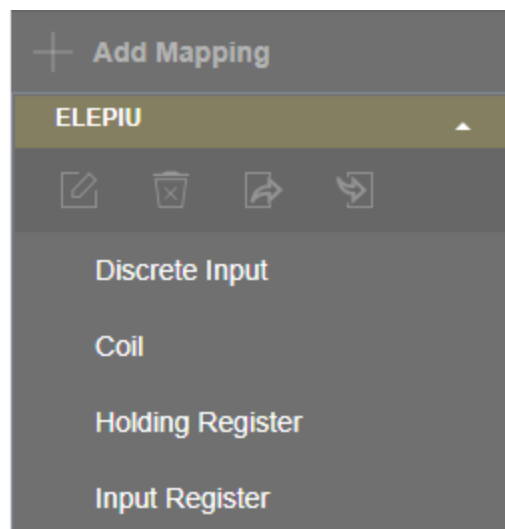 Add Mapping
ELEPIU
Discrete Input
Coil
Holding Register
Input Register